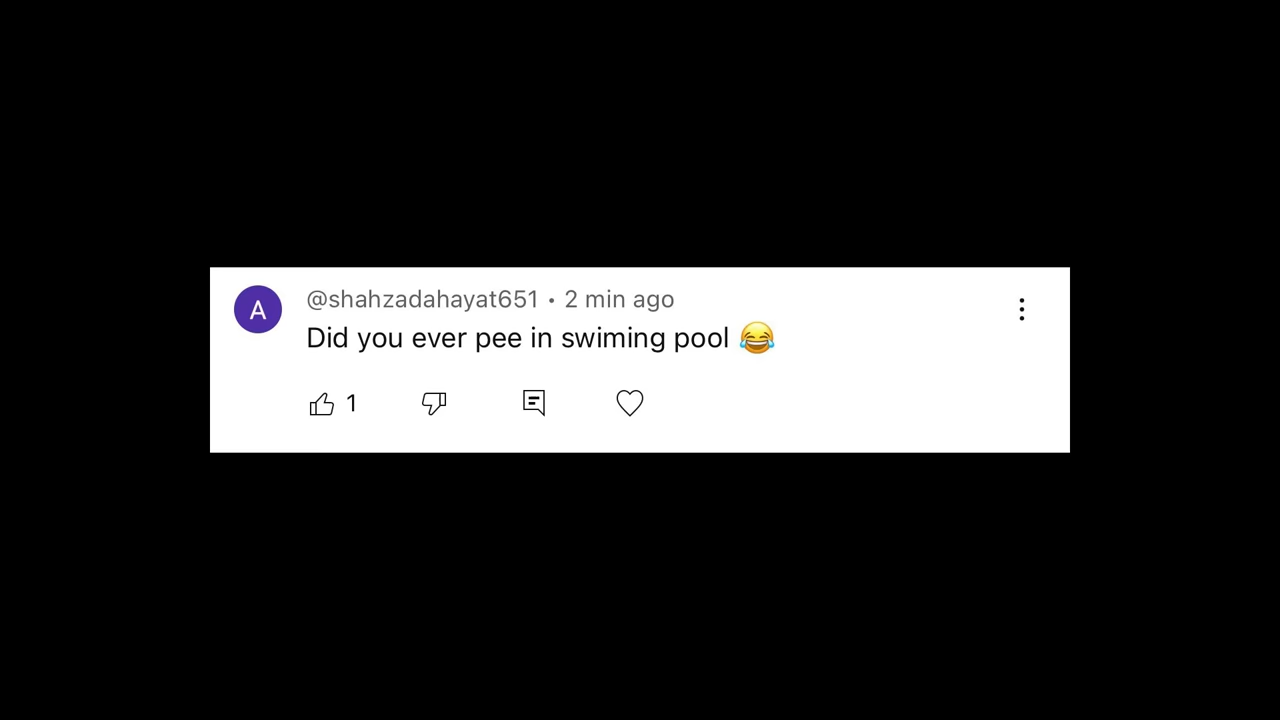 A
@shahzadahayat651 • 2 min ago
Did you ever pee in swiming pool 😂
1